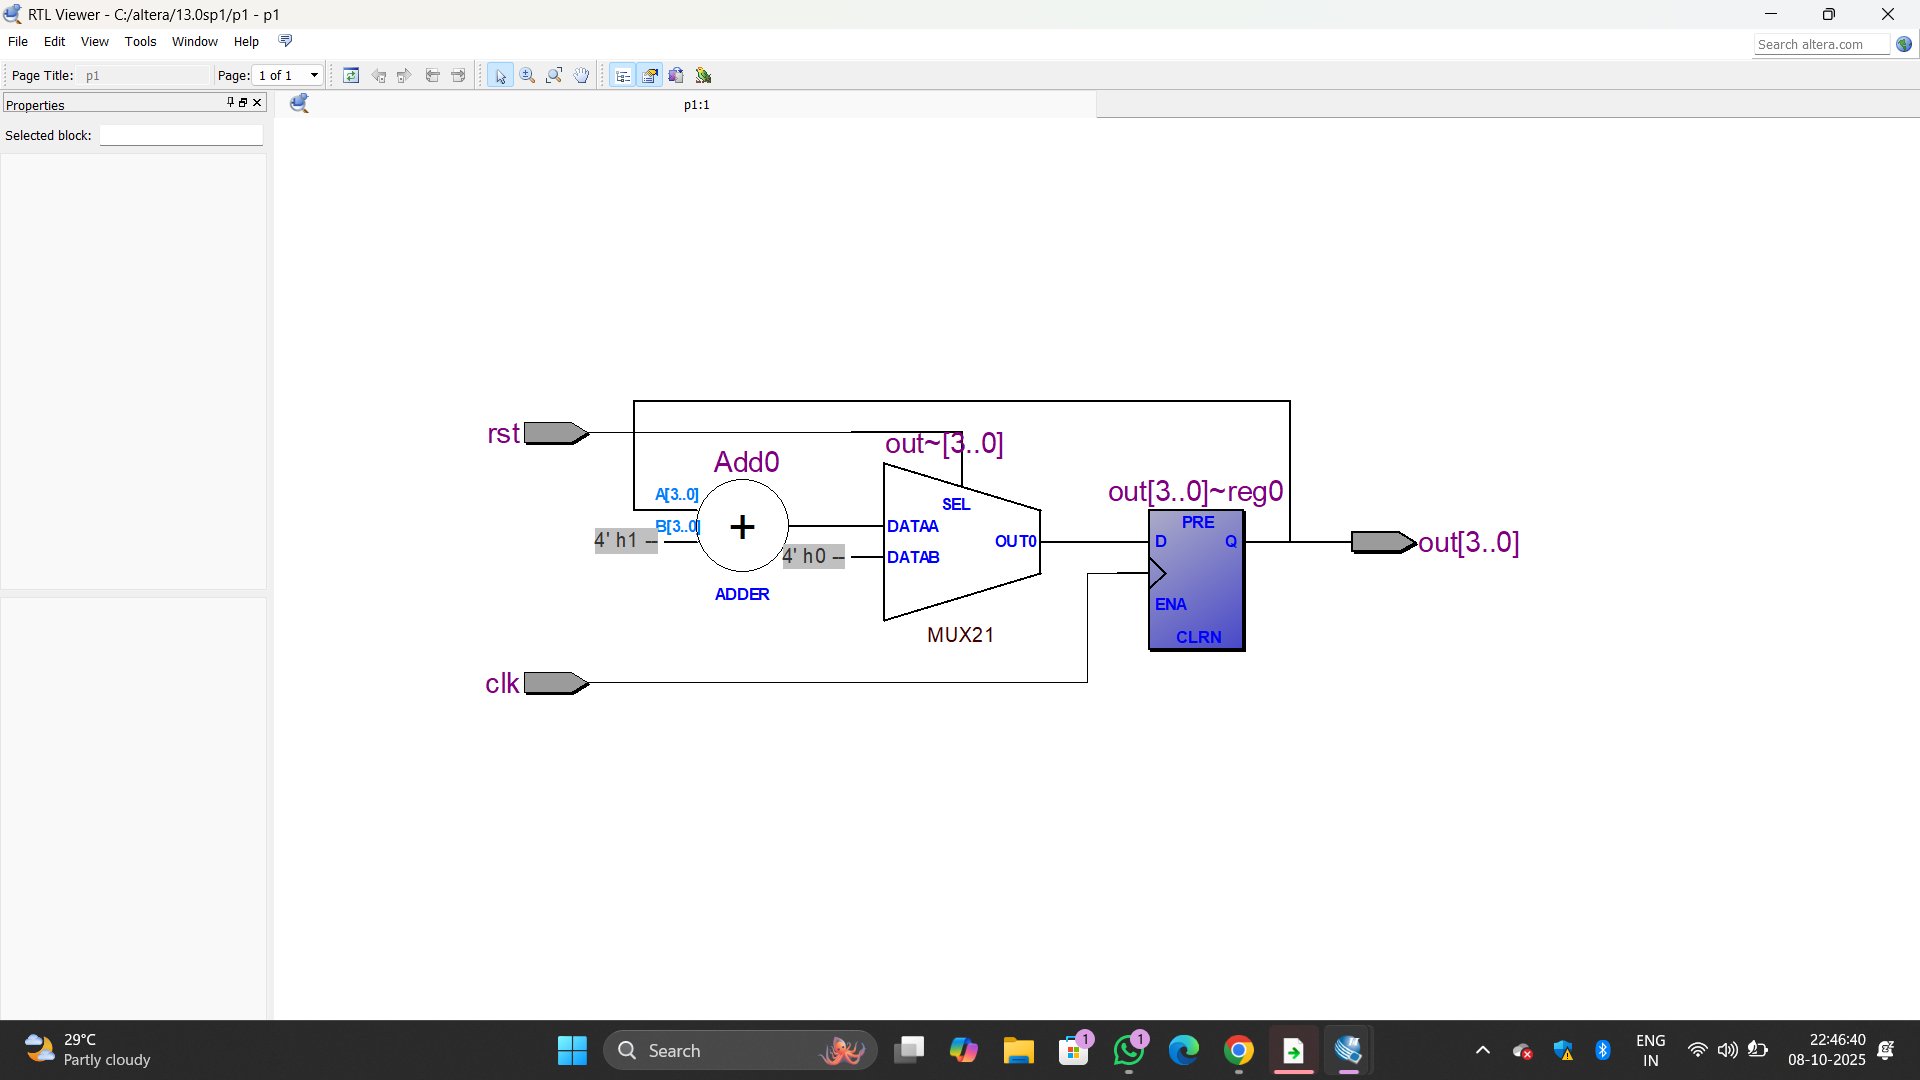 RTL Viewer - C:/altera/13.0sp1/p1 - p1
File Edit View Tools Window Help
Search altera.com
Page Title: p1 Page: 1 of 1
Properties
p1:1
Selected block:
rst
out~[3..0]
Add0
out[3..0]~reg0
A[3..0]
SEL
B[3..0]
4' h1 --
+
DATAA
PRE
D
Q
OUT0
out[3..0]
4' h0 --
DATAB
ADDER
ENA
MUX21
CLRN
clk
29°C
Partly cloudy
Search
1
1
ENG
IN
22:46:40
08-10-2025